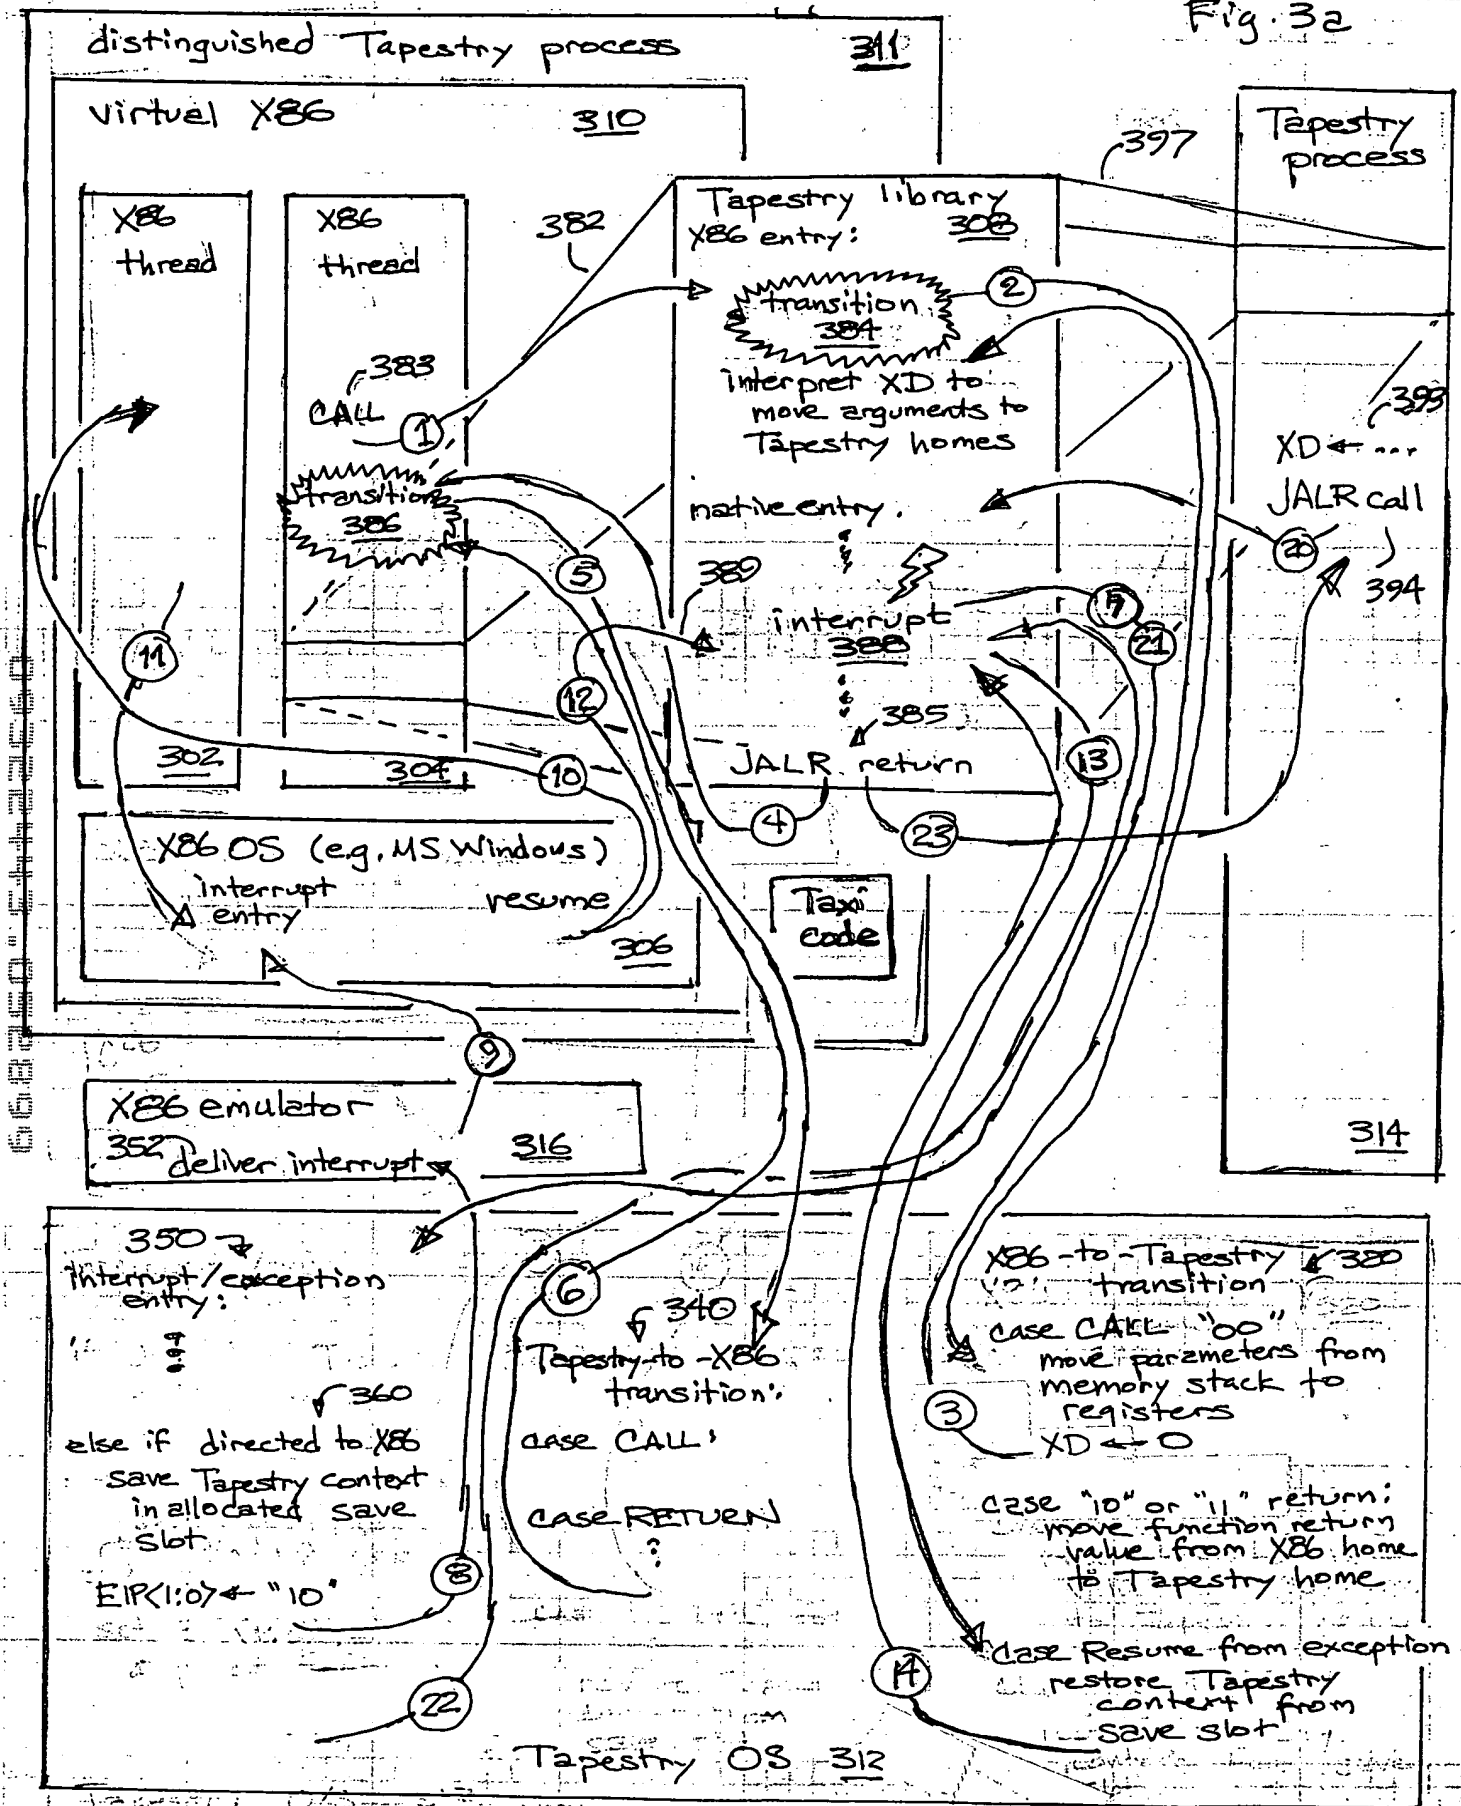 Fig. 3a
distinguished Tapestry process 311
virtual X86 310
X86
thread
X86
thread
382
397
Tapestry
process
Tapestry library
X86 entry: 308
transition
384
2
interpret XD to
move arguments to
Tapestry homes
383
CALL
1
transition
386
5
native entry.
389
interrupt
388
7
21
393
XD ← ...
JALR call
20
394
11
12
385
JALR return
13
302
304
10
4
23
X86 OS (e.g. MS Windows)
interrupt
entry
resume
306
Taxi
code
9
X86 emulator
352 deliver interrupt
316
314
350
interrupt/exception
entry:
6
340
Tapestry-to-X86
transition:
case CALL:
case RETURN
360
else if directed to X86
save Tapestry context
in allocated save
slot
EIP<1:0> ← "10"
8
22
X86-to-Tapestry 320
transition
case CALL "00"
move parameters from
memory stack to
registers
3
XD ← 0
case "10" or "11" return:
move function return
value from X86 home
to Tapestry home
case Resume from exception
restore Tapestry
context from
save slot
14
Tapestry OS 312